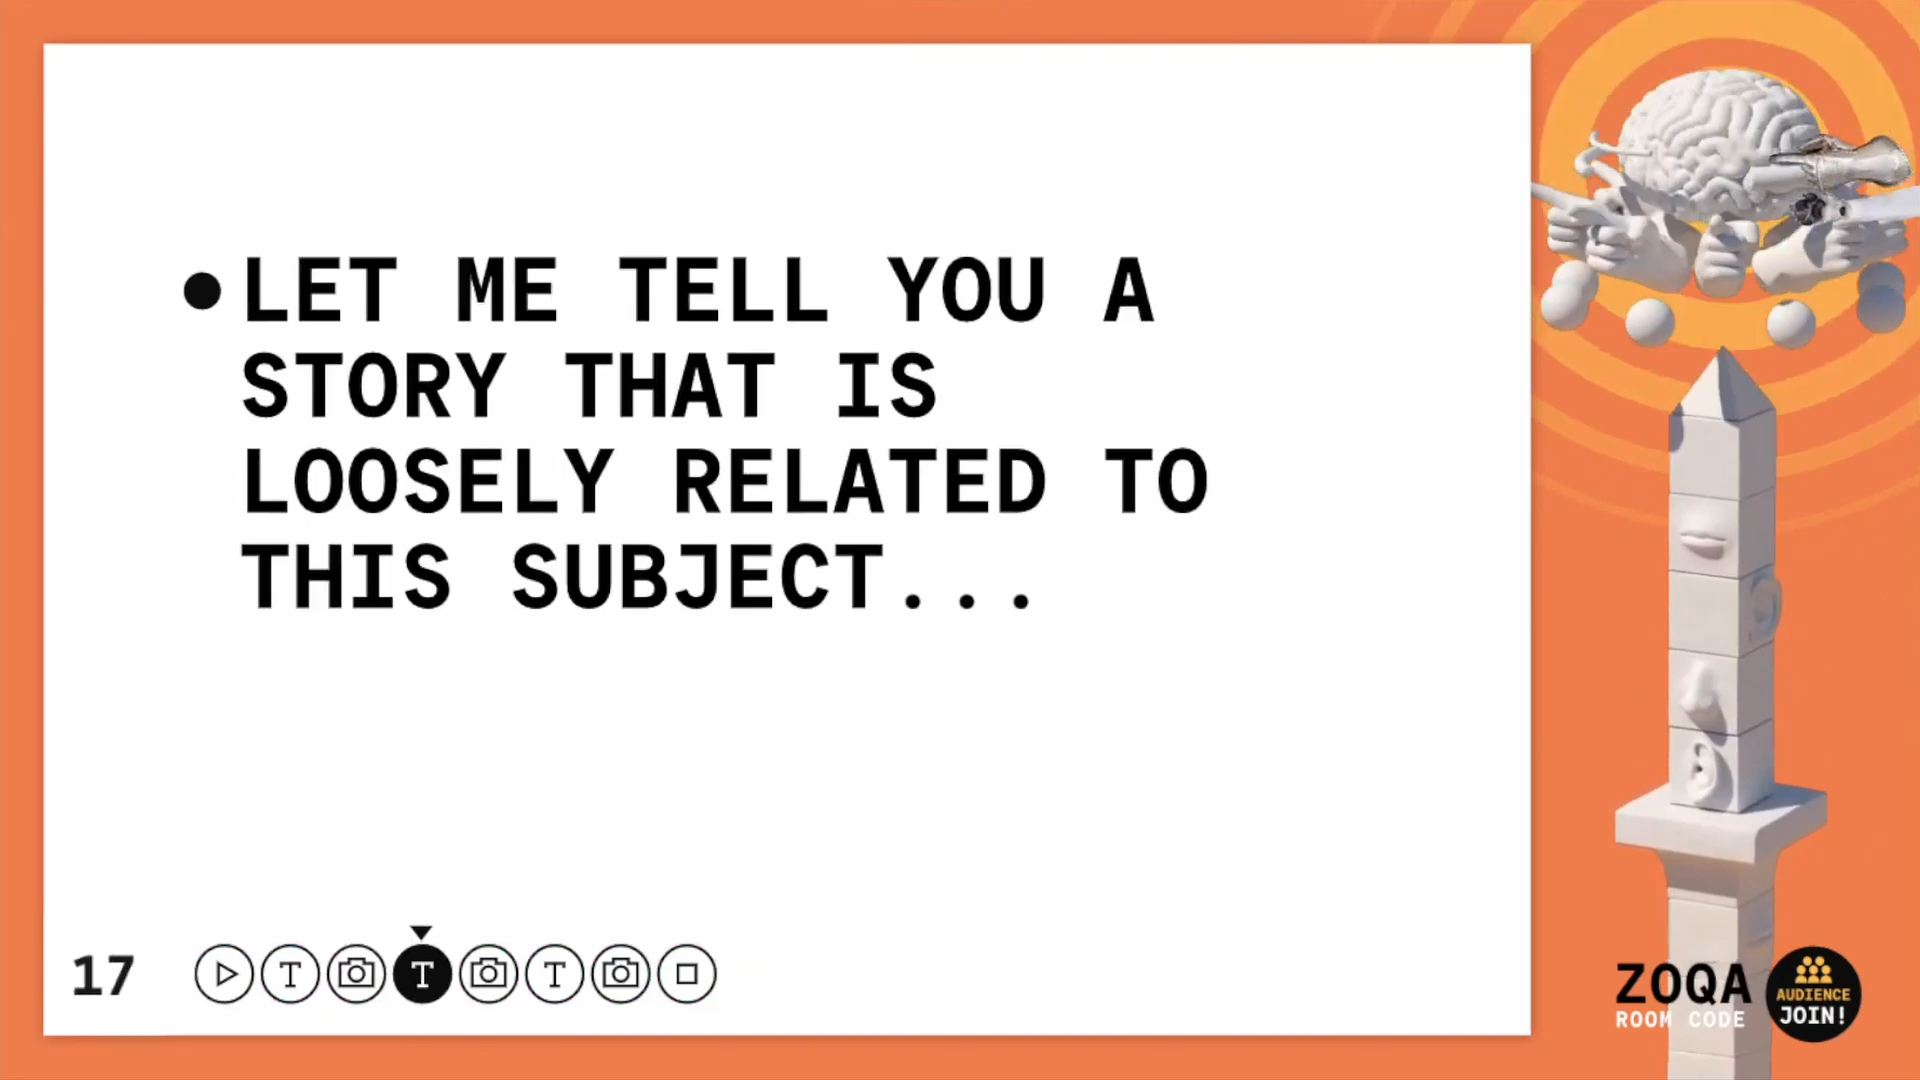 •LET ME TELL YOU A
STORY THAT IS
LOOSELY RELATED TO
THIS SUBJECT...
17
T T T
ZOQA
ROOM CODE
AUDIENCE
JOIN!